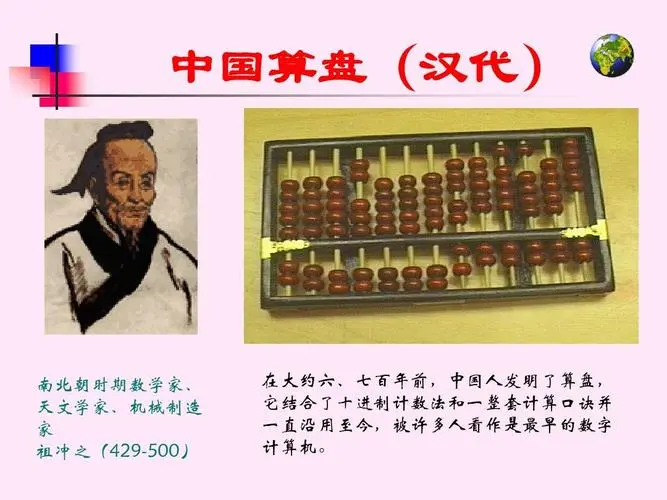 中国算盘（汉代）
南北朝时期数学家、
天文学家、机械制造
家
祖冲之（429-500）
在大约六、七百年前，中国人发明了算盘，
它结合了十进制计数法和一整套计算口诀并
一直沿用至今，被许多人看作是最早的数字
计算机。